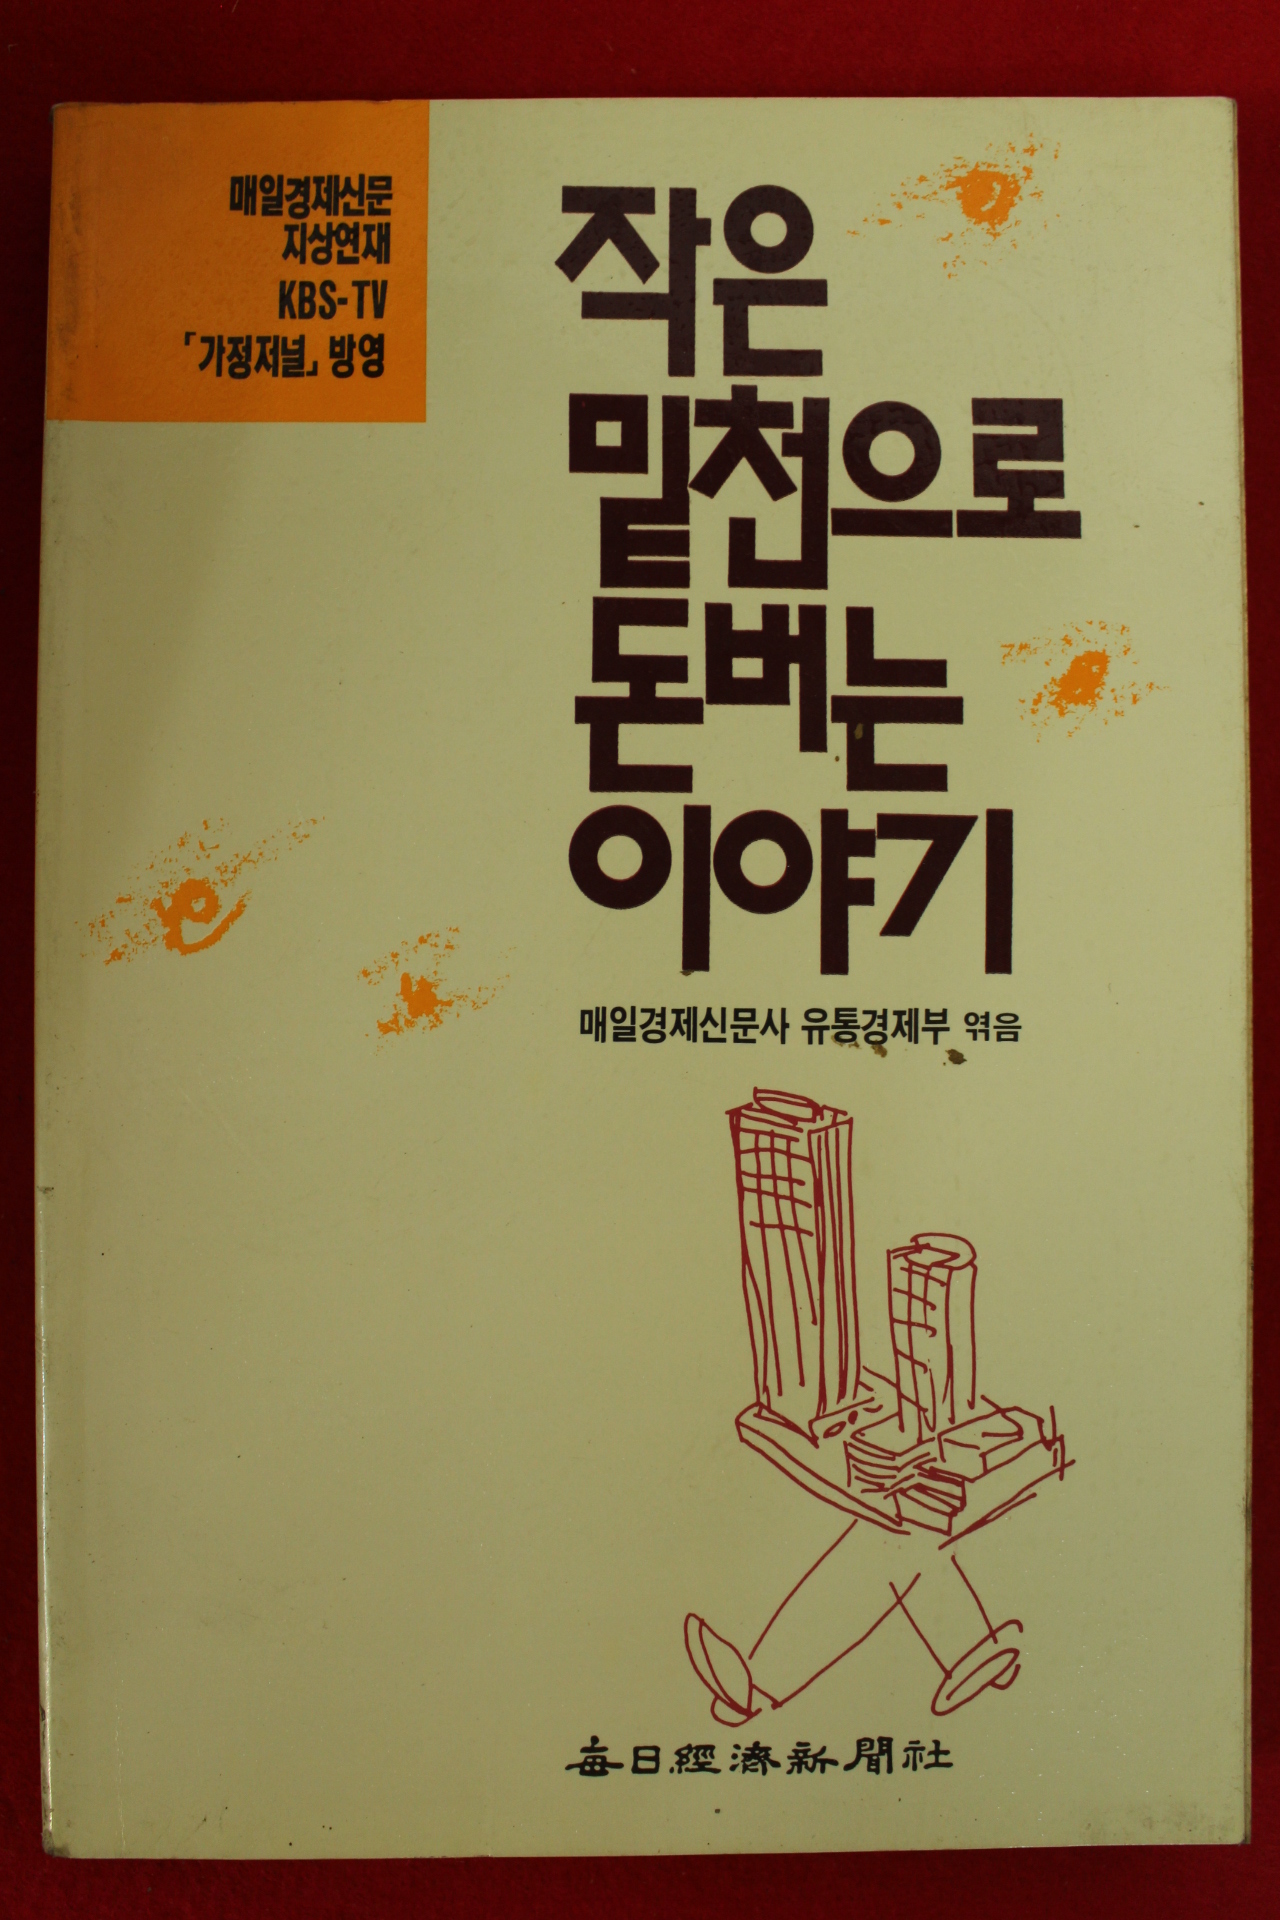 매일경제신문
지상연재
KBS-TV
「가정저널」 방영
작은
밑천으로
돈버는
이야기
매일경제신문사 유통경제부 엮음
每日經濟新聞社